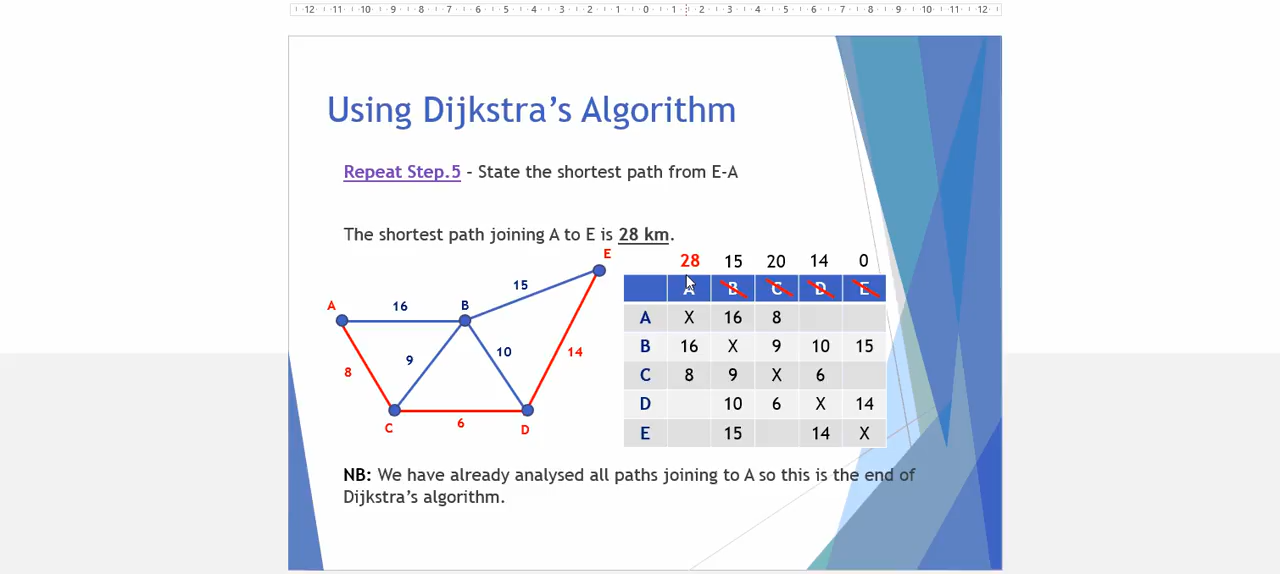 12 11 10 9 8 7 6 5 4 3 2 1 0 1 2 3 4 5 6 7 8 9 10 11 12
Using Dijkstra's Algorithm
Repeat Step.5 - State the shortest path from E-A
The shortest path joining A to E is 28 km.
E
15
A
16
B
9
10
14
8
C
6
D
28 15 20 14 0
A B C D E
A X 16 8
B 16 X 9 10 15
C 8 9 X 6
D 10 6 X 14
E 15 14 X
NB: We have already analysed all paths joining to A so this is the end of
Dijkstra's algorithm.